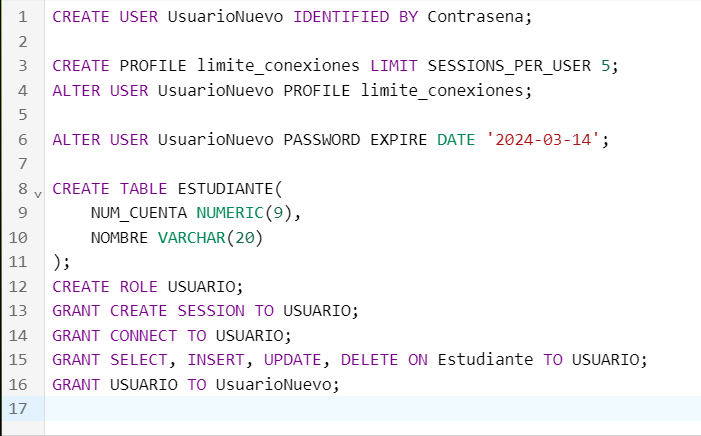 1 CREATE USER UsuarioNuevo IDENTIFIED BY Contrasena;
2
3 CREATE PROFILE limite_conexiones LIMIT SESSIONS_PER_USER 5;
4 ALTER USER UsuarioNuevo PROFILE limite_conexiones;
5
6 ALTER USER UsuarioNuevo PASSWORD EXPIRE DATE '2024-03-14';
7
8 CREATE TABLE ESTUDIANTE(
9     NUM_CUENTA NUMERIC(9),
10     NOMBRE VARCHAR(20)
11 );
12 CREATE ROLE USUARIO;
13 GRANT CREATE SESSION TO USUARIO;
14 GRANT CONNECT TO USUARIO;
15 GRANT SELECT, INSERT, UPDATE, DELETE ON Estudiante TO USUARIO;
16 GRANT USUARIO TO UsuarioNuevo;
17